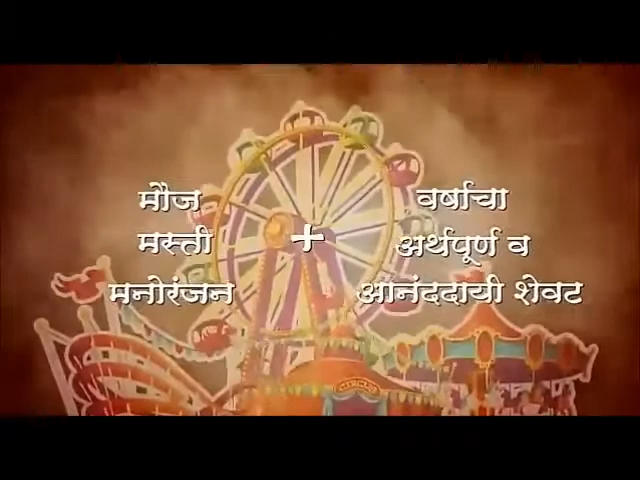 मौज
मस्ती
मनोरंजन
+
वर्षाचा
अर्थपूर्ण व
आनंददायी शेवट